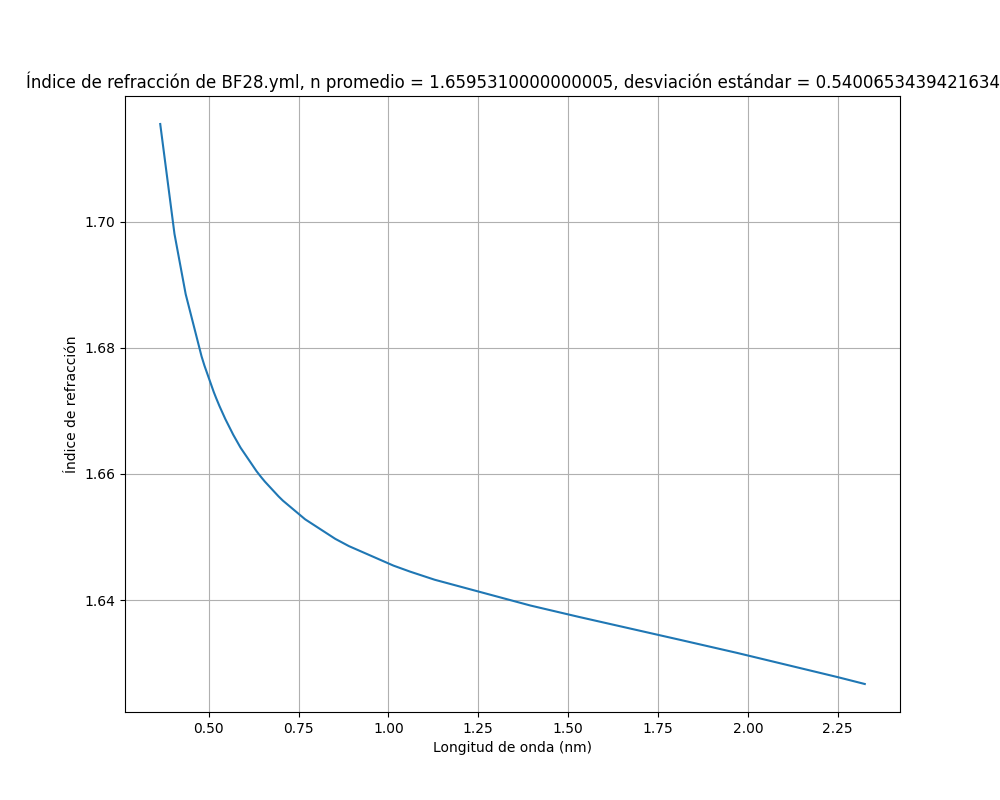 Índice de refracción de BF28.yml, n promedio = 1.6595310000000005, desviación estándar = 0.5400653439421634
1.70
1.68
1.66
1.64
Índice de refracción
0.50 0.75 1.00 1.25 1.50 1.75 2.00 2.25
Longitud de onda (nm)